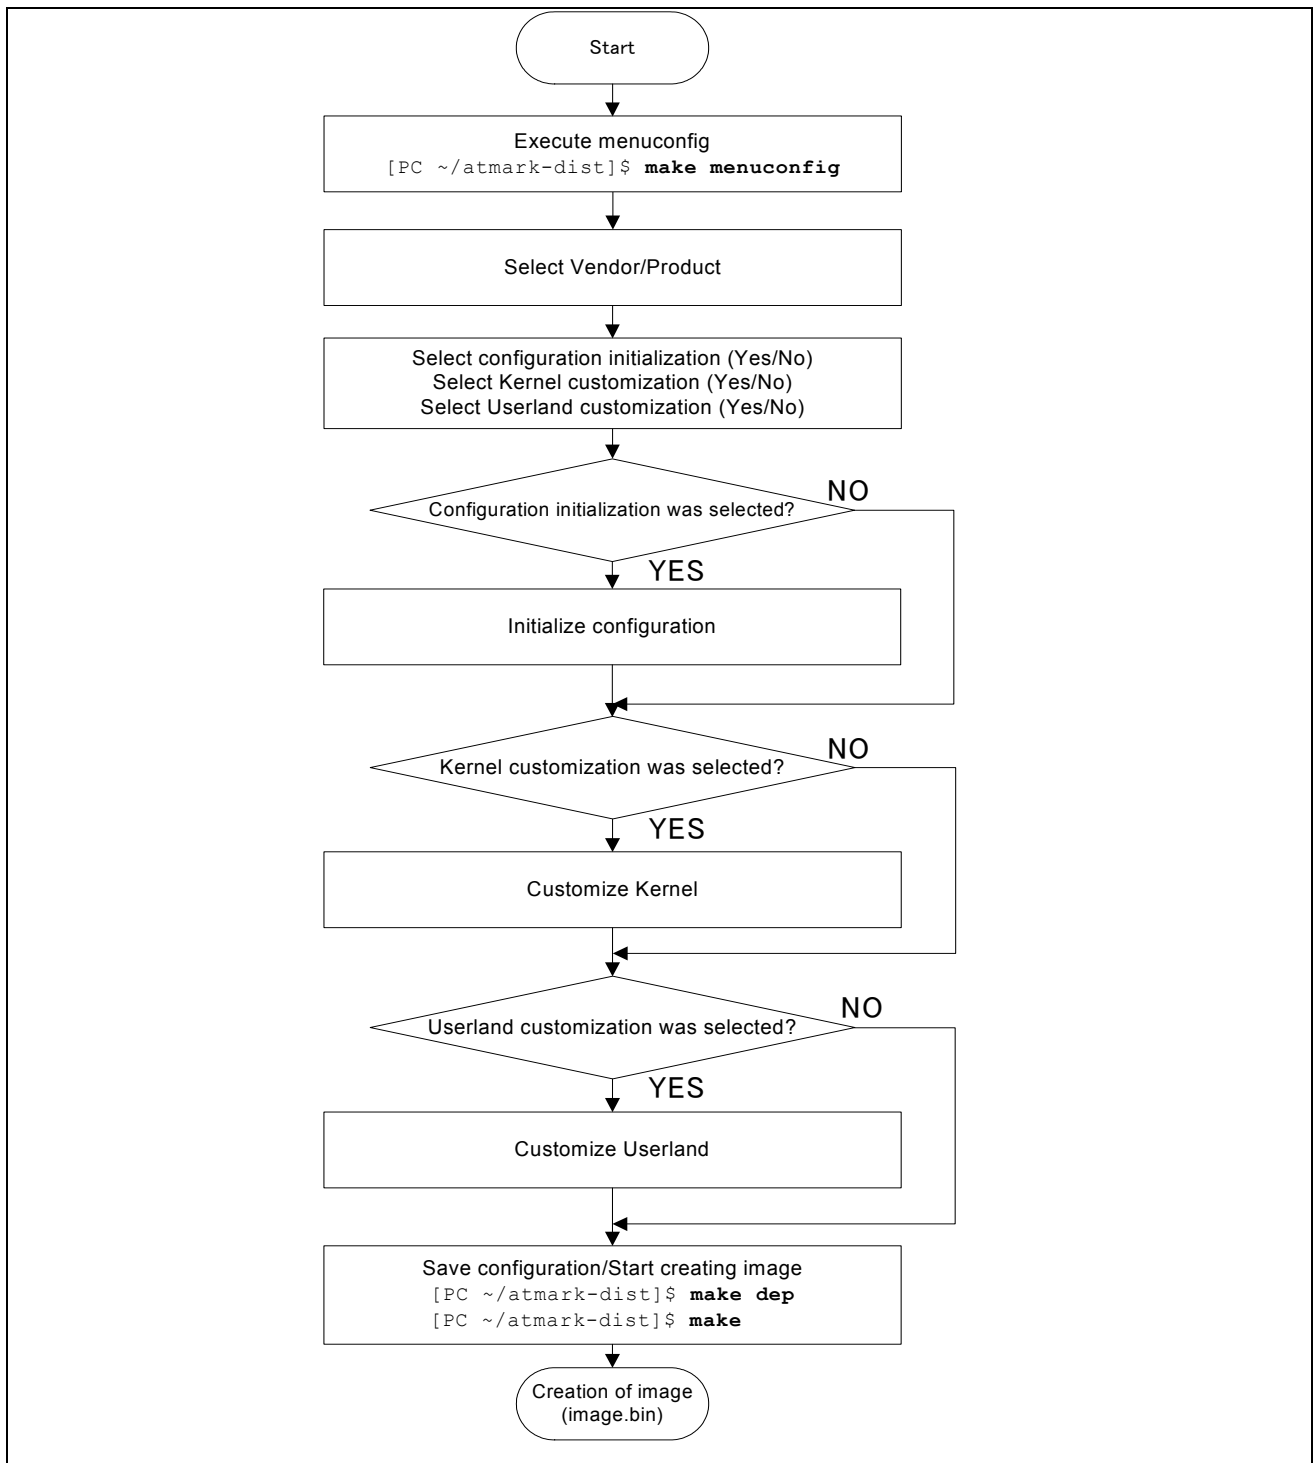 Start
Execute menuconfig
[PC ~/atmark-dist]$ make menuconfig
Select Vendor/Product
Select configuration initialization (Yes/No)
Select Kernel customization (Yes/No)
Select Userland customization (Yes/No)
NO
Configuration initialization was selected?
YES
Initialize configuration
NO
Kernel customization was selected?
YES
Customize Kernel
NO
Userland customization was selected?
YES
Customize Userland
Save configuration/Start creating image
[PC ~/atmark-dist]$ make dep
[PC ~/atmark-dist]$ make
Creation of image
(image.bin)